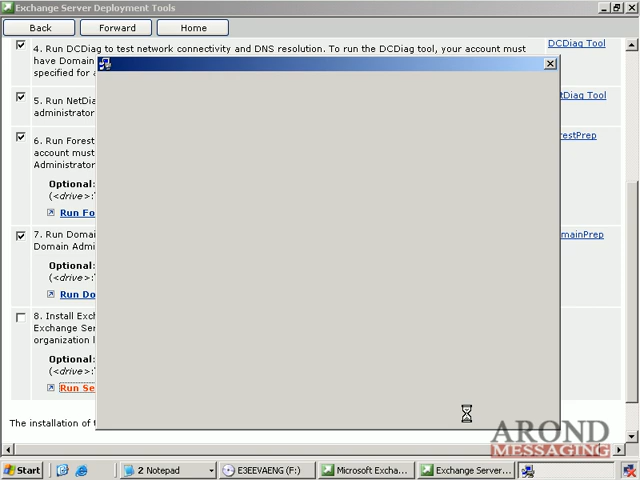 Exchange Server Deployment Tools
Back Forward Home
4. Run DCDiag to test network connectivity and DNS resolution. To run the DCDiag tool, your account must
have Domain
specified for a
DCDiag Tool
5. Run NetDia
administrator
tDiag Tool
6. Run Forest
account must
Administrator
restPrep
Optional:
(<drive>:
Run Fo
7. Run Domai
Domain Admi
mainPrep
Optional:
(<drive>:
Run Do
8. Install Exch
Exchange Ser
organization l
Optional:
(<drive>:
Run Se
The installation of t
AROND
MESSAGING
Start 2 Notepad E3EEVAENG (F:) Microsoft Excha... Exchange Server...